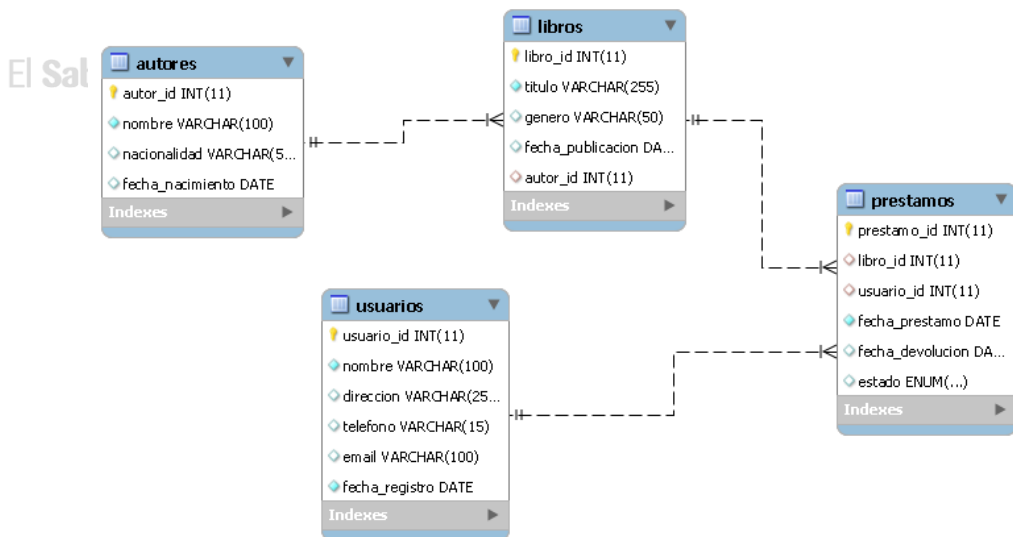 El Sal
autores
autor_id INT(11)
nombre VARCHAR(100)
nacionalidad VARCHAR(5...
fecha_nacimiento DATE
Indexes
libros
libro_id INT(11)
titulo VARCHAR(255)
genero VARCHAR(50)
fecha_publicacion DA...
autor_id INT(11)
Indexes
prestamos
prestamo_id INT(11)
libro_id INT(11)
usuario_id INT(11)
fecha_prestamo DATE
fecha_devolucion DA...
estado ENUM(...)
Indexes
usuarios
usuario_id INT(11)
nombre VARCHAR(100)
direccion VARCHAR(25...
telefono VARCHAR(15)
email VARCHAR(100)
fecha_registro DATE
Indexes